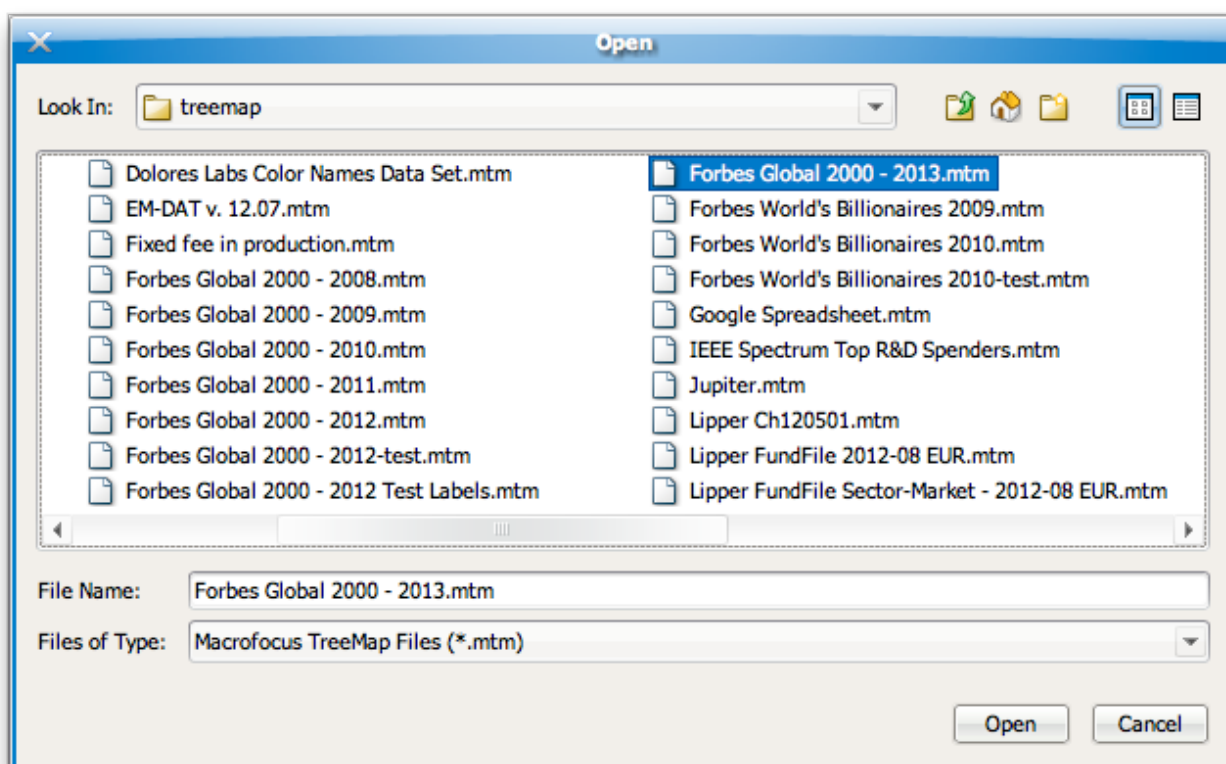 Open
Look In: treemap
Dolores Labs Color Names Data Set.mtm
EM-DAT v. 12.07.mtm
Fixed fee in production.mtm
Forbes Global 2000 - 2008.mtm
Forbes Global 2000 - 2009.mtm
Forbes Global 2000 - 2010.mtm
Forbes Global 2000 - 2011.mtm
Forbes Global 2000 - 2012.mtm
Forbes Global 2000 - 2012-test.mtm
Forbes Global 2000 - 2012 Test Labels.mtm
Forbes Global 2000 - 2013.mtm
Forbes World's Billionaires 2009.mtm
Forbes World's Billionaires 2010.mtm
Forbes World's Billionaires 2010-test.mtm
Google Spreadsheet.mtm
IEEE Spectrum Top R&D Spenders.mtm
Jupiter.mtm
Lipper Ch120501.mtm
Lipper FundFile 2012-08 EUR.mtm
Lipper FundFile Sector-Market - 2012-08 EUR.mtm
File Name: Forbes Global 2000 - 2013.mtm
Files of Type: Macrofocus TreeMap Files (*.mtm)
Open Cancel